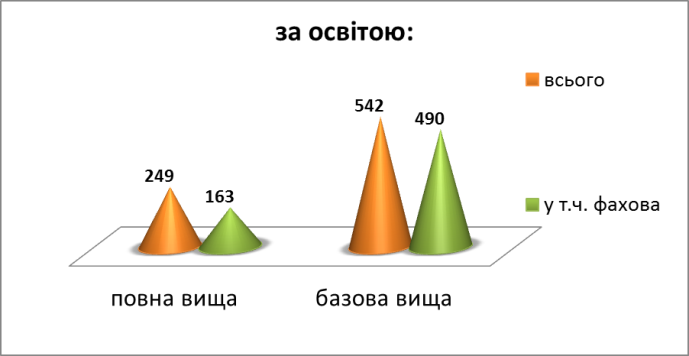 за освітою:
542
490
249
163
всього
у т.ч. фахова
повна вища
базова вища